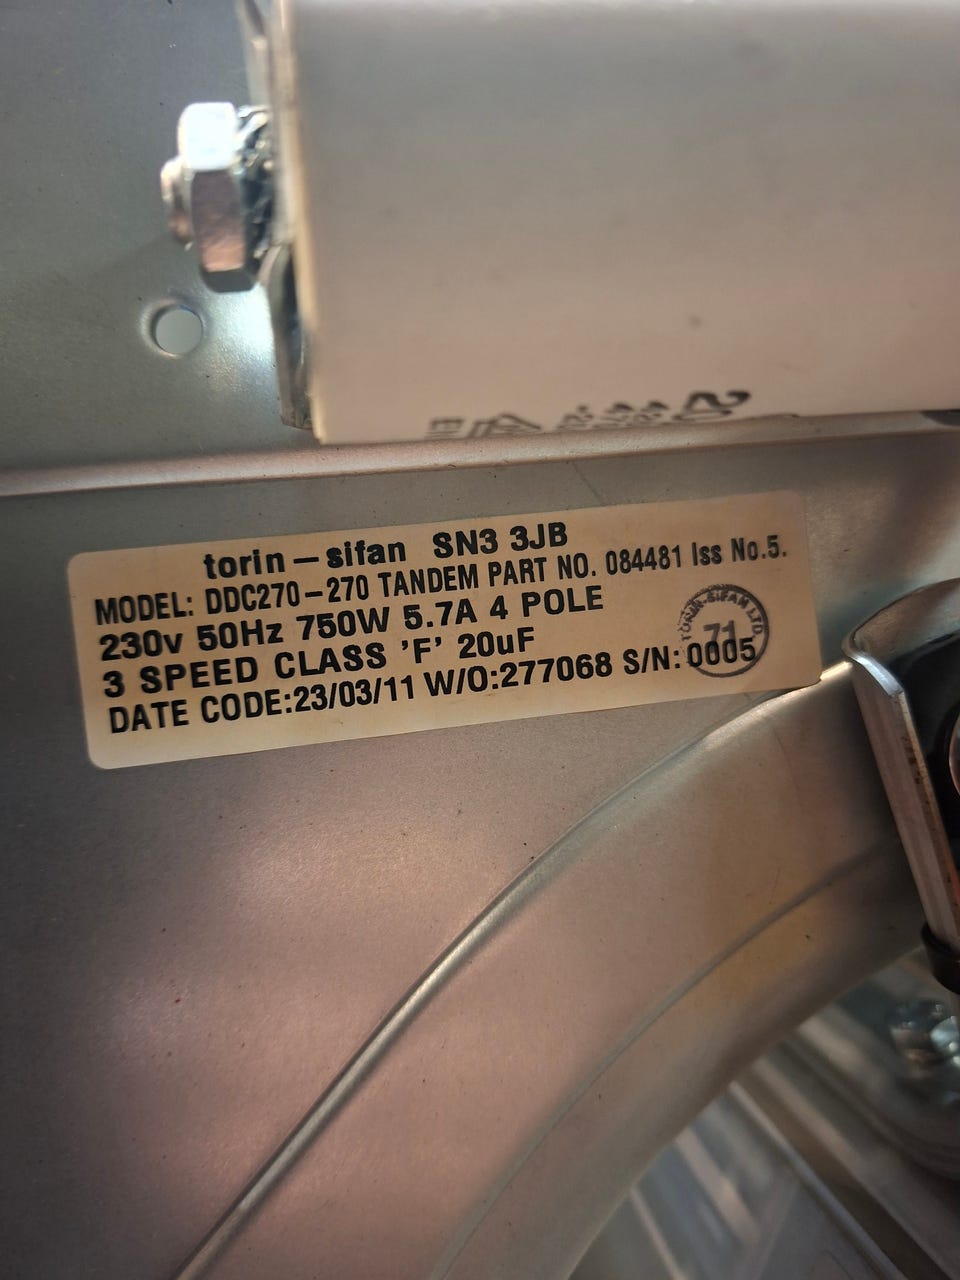 torin-sifan SN3 3JB
MODEL: DDC270-270 TANDEM PART NO. 084481 Iss No.5.
230v 50Hz 750W 5.7A 4 POLE
3 SPEED CLASS 'F' 20uF
DATE CODE:23/03/11 W/O:277068 S/N:0005
TORIN-SIFAN LTD.
71